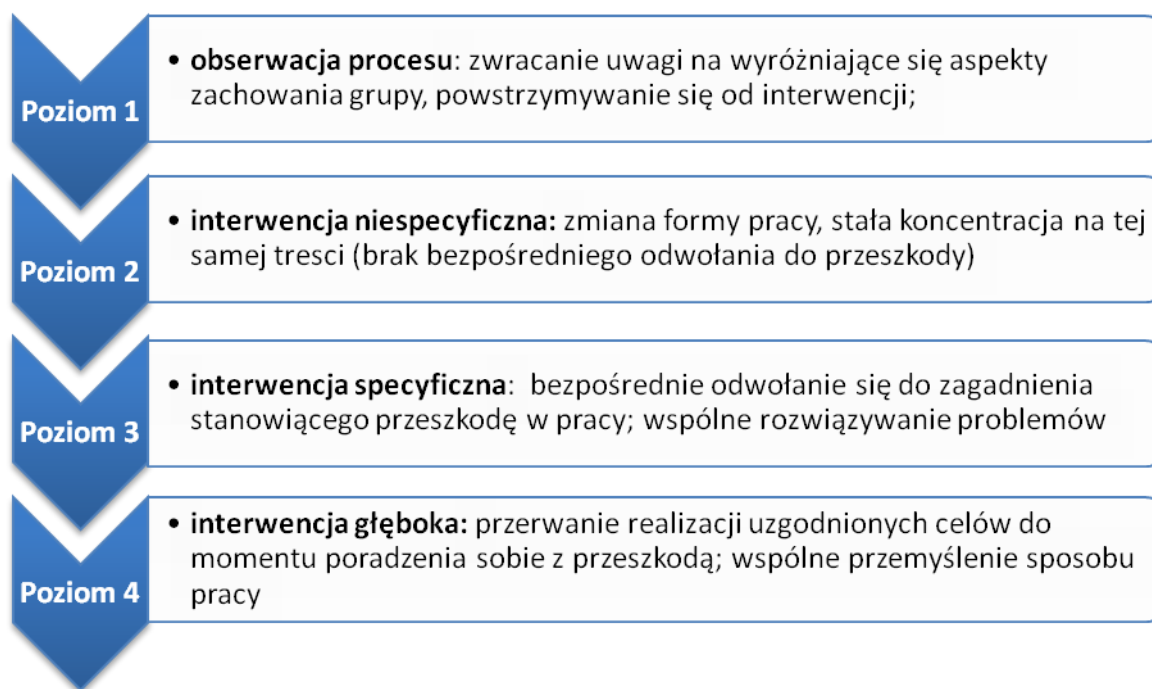 Poziom 1
• obserwacja procesu: zwracanie uwagi na wyróżniające się aspekty
zachowania grupy, powstrzymywanie się od interwencji;
Poziom 2
• interwencja niespecyficzna: zmiana formy pracy, stała koncentracja na tej
samej tresci (brak bezpośredniego odwołania do przeszkody)
Poziom 3
• interwencja specyficzna: bezpośrednie odwołanie się do zagadnienia
stanowiącego przeszkodę w pracy; wspólne rozwiązywanie problemów
Poziom 4
• interwencja głęboka: przerwanie realizacji uzgodnionych celów do
momentu poradzenia sobie z przeszkodą; wspólne przemyślenie sposobu
pracy